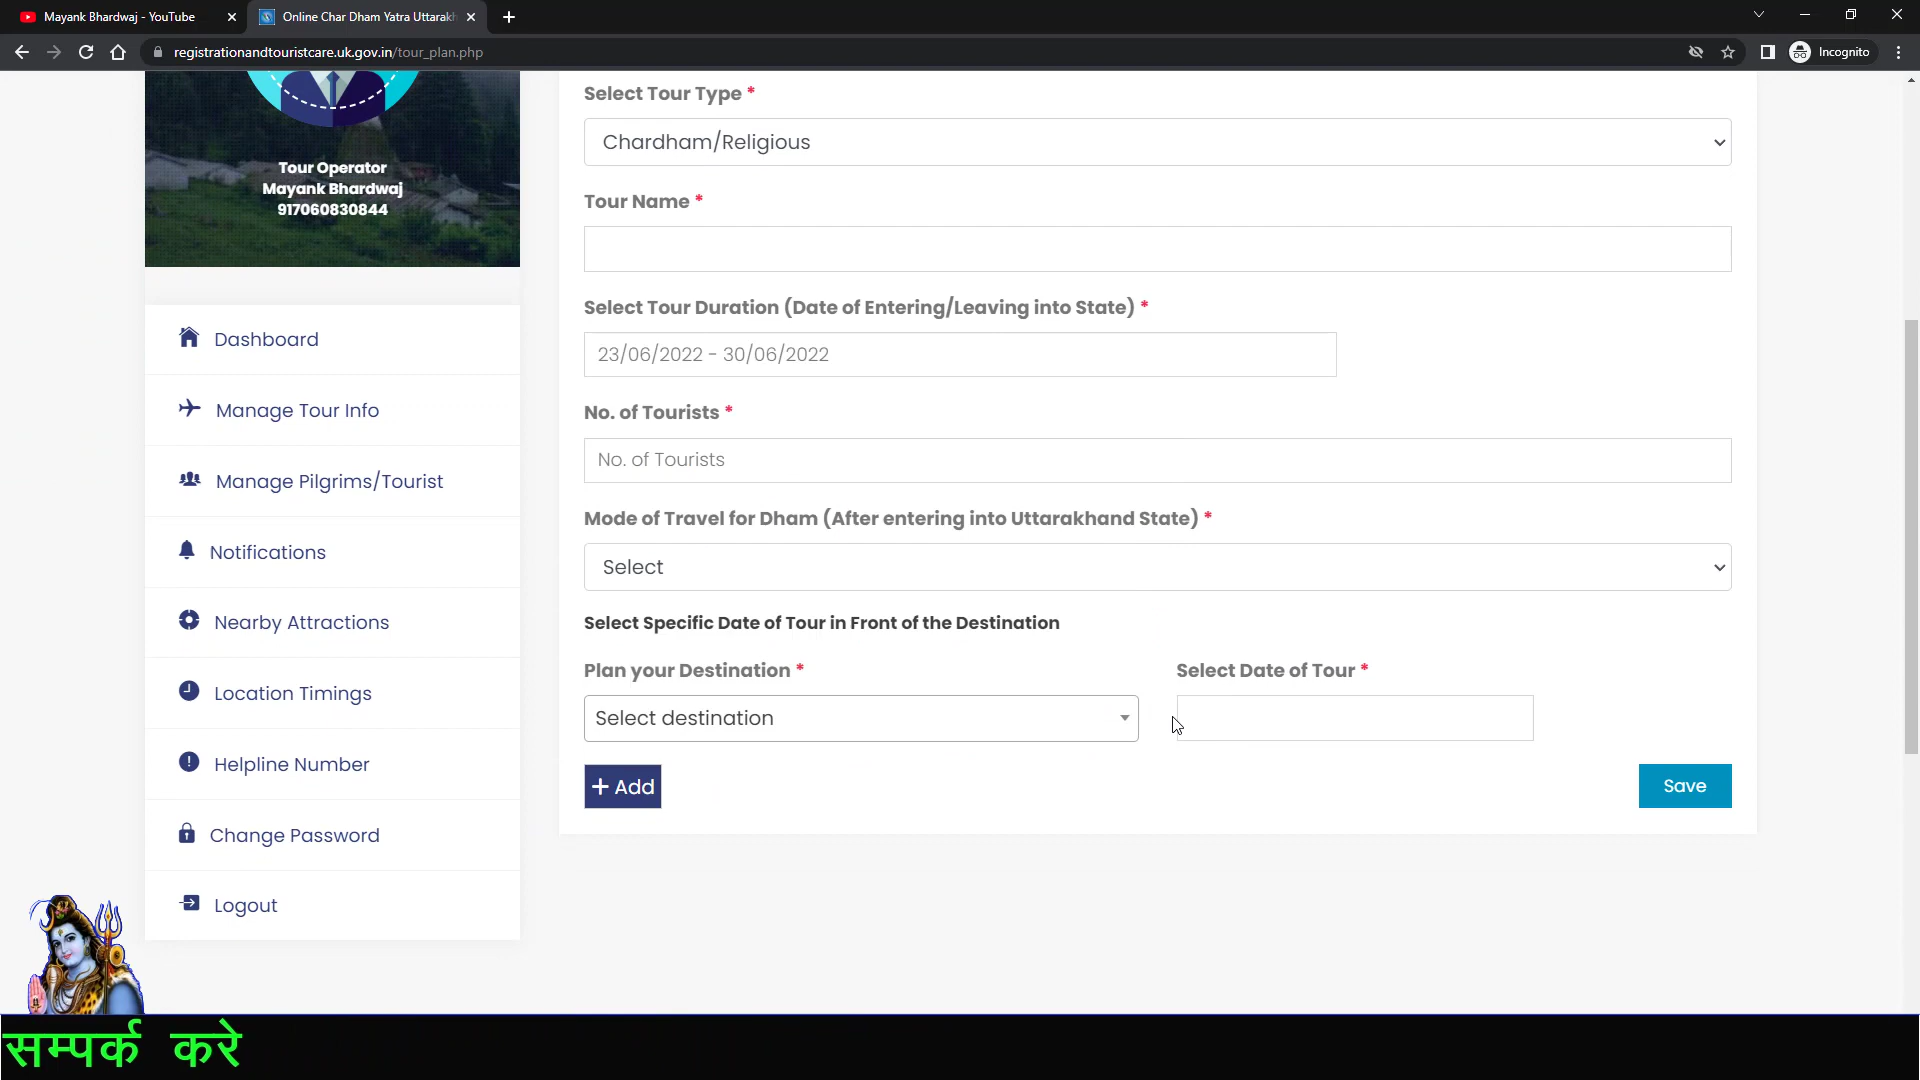 Mayank Bhardwaj - YouTube
Online Char Dham Yatra Uttarakh
registrationandtouristcare.uk.gov.in/tour_plan.php
Incognito
Tour Operator
Mayank Bhardwaj
917060830844
Dashboard
Manage Tour Info
Manage Pilgrims/Tourist
Notifications
Nearby Attractions
Location Timings
Helpline Number
Change Password
Logout
Select Tour Type *
Chardham/Religious
Tour Name *
Select Tour Duration (Date of Entering/Leaving into State) *
23/06/2022 - 30/06/2022
No. of Tourists *
No. of Tourists
Mode of Travel for Dham (After entering into Uttarakhand State) *
Select
Select Specific Date of Tour in Front of the Destination
Plan your Destination *
Select Date of Tour *
Select destination
+ Add
Save
सम्पर्क करे